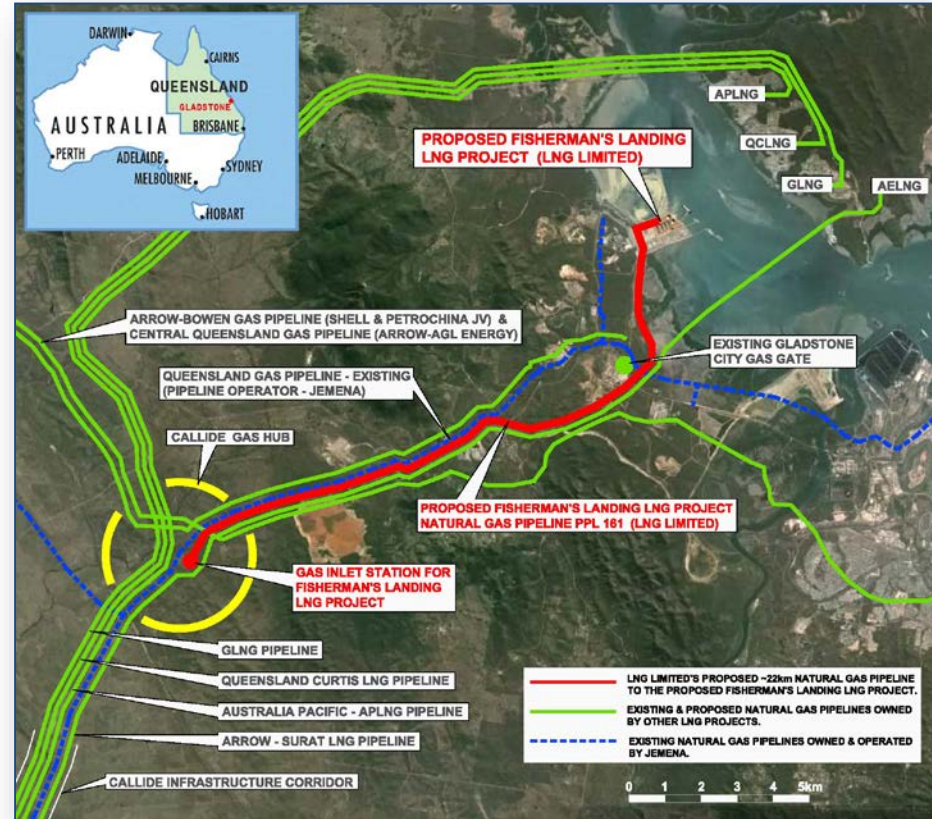 DARWIN
CAIRNS
QUEENSLAND
GLADSTONE
AUSTRALIA
BRISBANE
PERTH
ADELAIDE
SYDNEY
MELBOURNE
HOBART
APLNG
PROPOSED FISHERMAN'S LANDING
LNG PROJECT (LNG LIMITED)
QCLNG
GLNG
AELNG
ARROW-BOWEN GAS PIPELINE (SHELL & PETROCHINA JV) &
CENTRAL QUEENSLAND GAS PIPELINE (ARROW-AGL ENERGY)
EXISTING GLADSTONE
CITY GAS GATE
QUEENSLAND GAS PIPELINE - EXISTING
(PIPELINE OPERATOR - JEMENA)
CALLIDE GAS HUB
PROPOSED FISHERMAN'S LANDING LNG PROJECT
NATURAL GAS PIPELINE PPL 161 (LNG LIMITED)
GAS INLET STATION FOR
FISHERMAN'S LANDING
LNG PROJECT
GLNG PIPELINE
QUEENSLAND CURTIS LNG PIPELINE
AUSTRALIA PACIFIC - APLNG PIPELINE
ARROW - SURAT LNG PIPELINE
CALLIDE INFRASTRUCTURE CORRIDOR
LNG LIMITED'S PROPOSED ~22km NATURAL GAS PIPELINE
TO THE PROPOSED FISHERMAN'S LANDING LNG PROJECT.
EXISTING & PROPOSED NATURAL GAS PIPELINES OWNED
BY OTHER LNG PROJECTS.
EXISTING NATURAL GAS PIPELINES OWNED & OPERATED
BY JEMENA.
0 1 2 3 4 5km